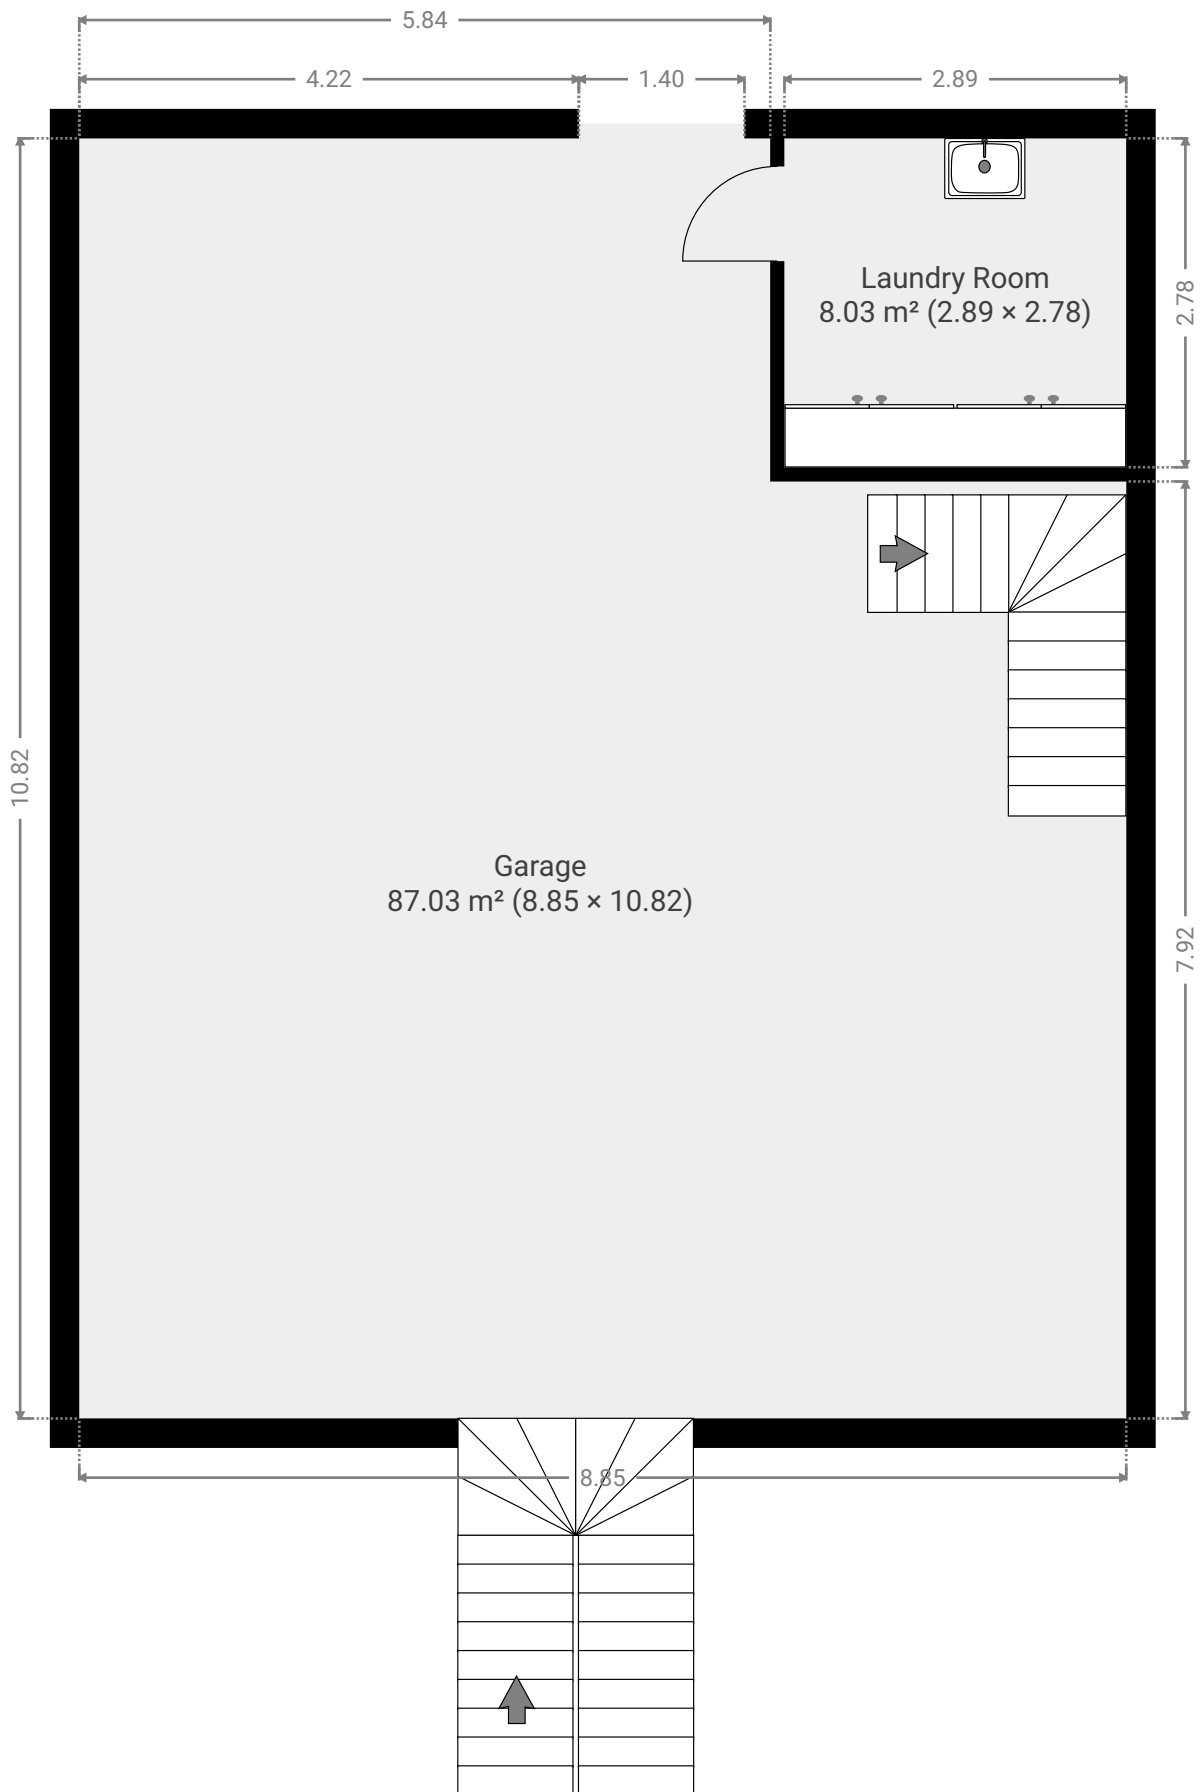 5.84
4.22
1.40
2.89
Laundry Room
8.03 m² (2.89 × 2.78)
2.78
10.82
Garage
87.03 m² (8.85 × 10.82)
7.92
8.85